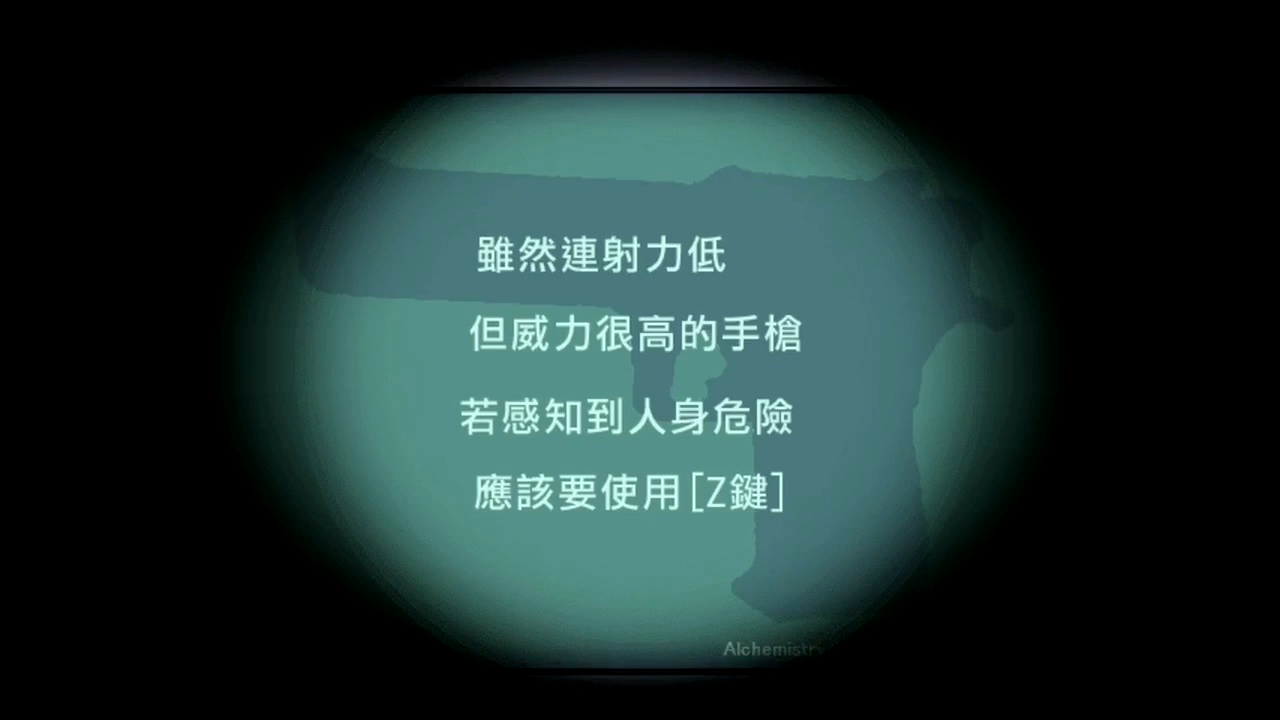 雖然連射力低
但威力很高的手槍
若感知到人身危險
應該要使用[Z鍵]
Alchemistry